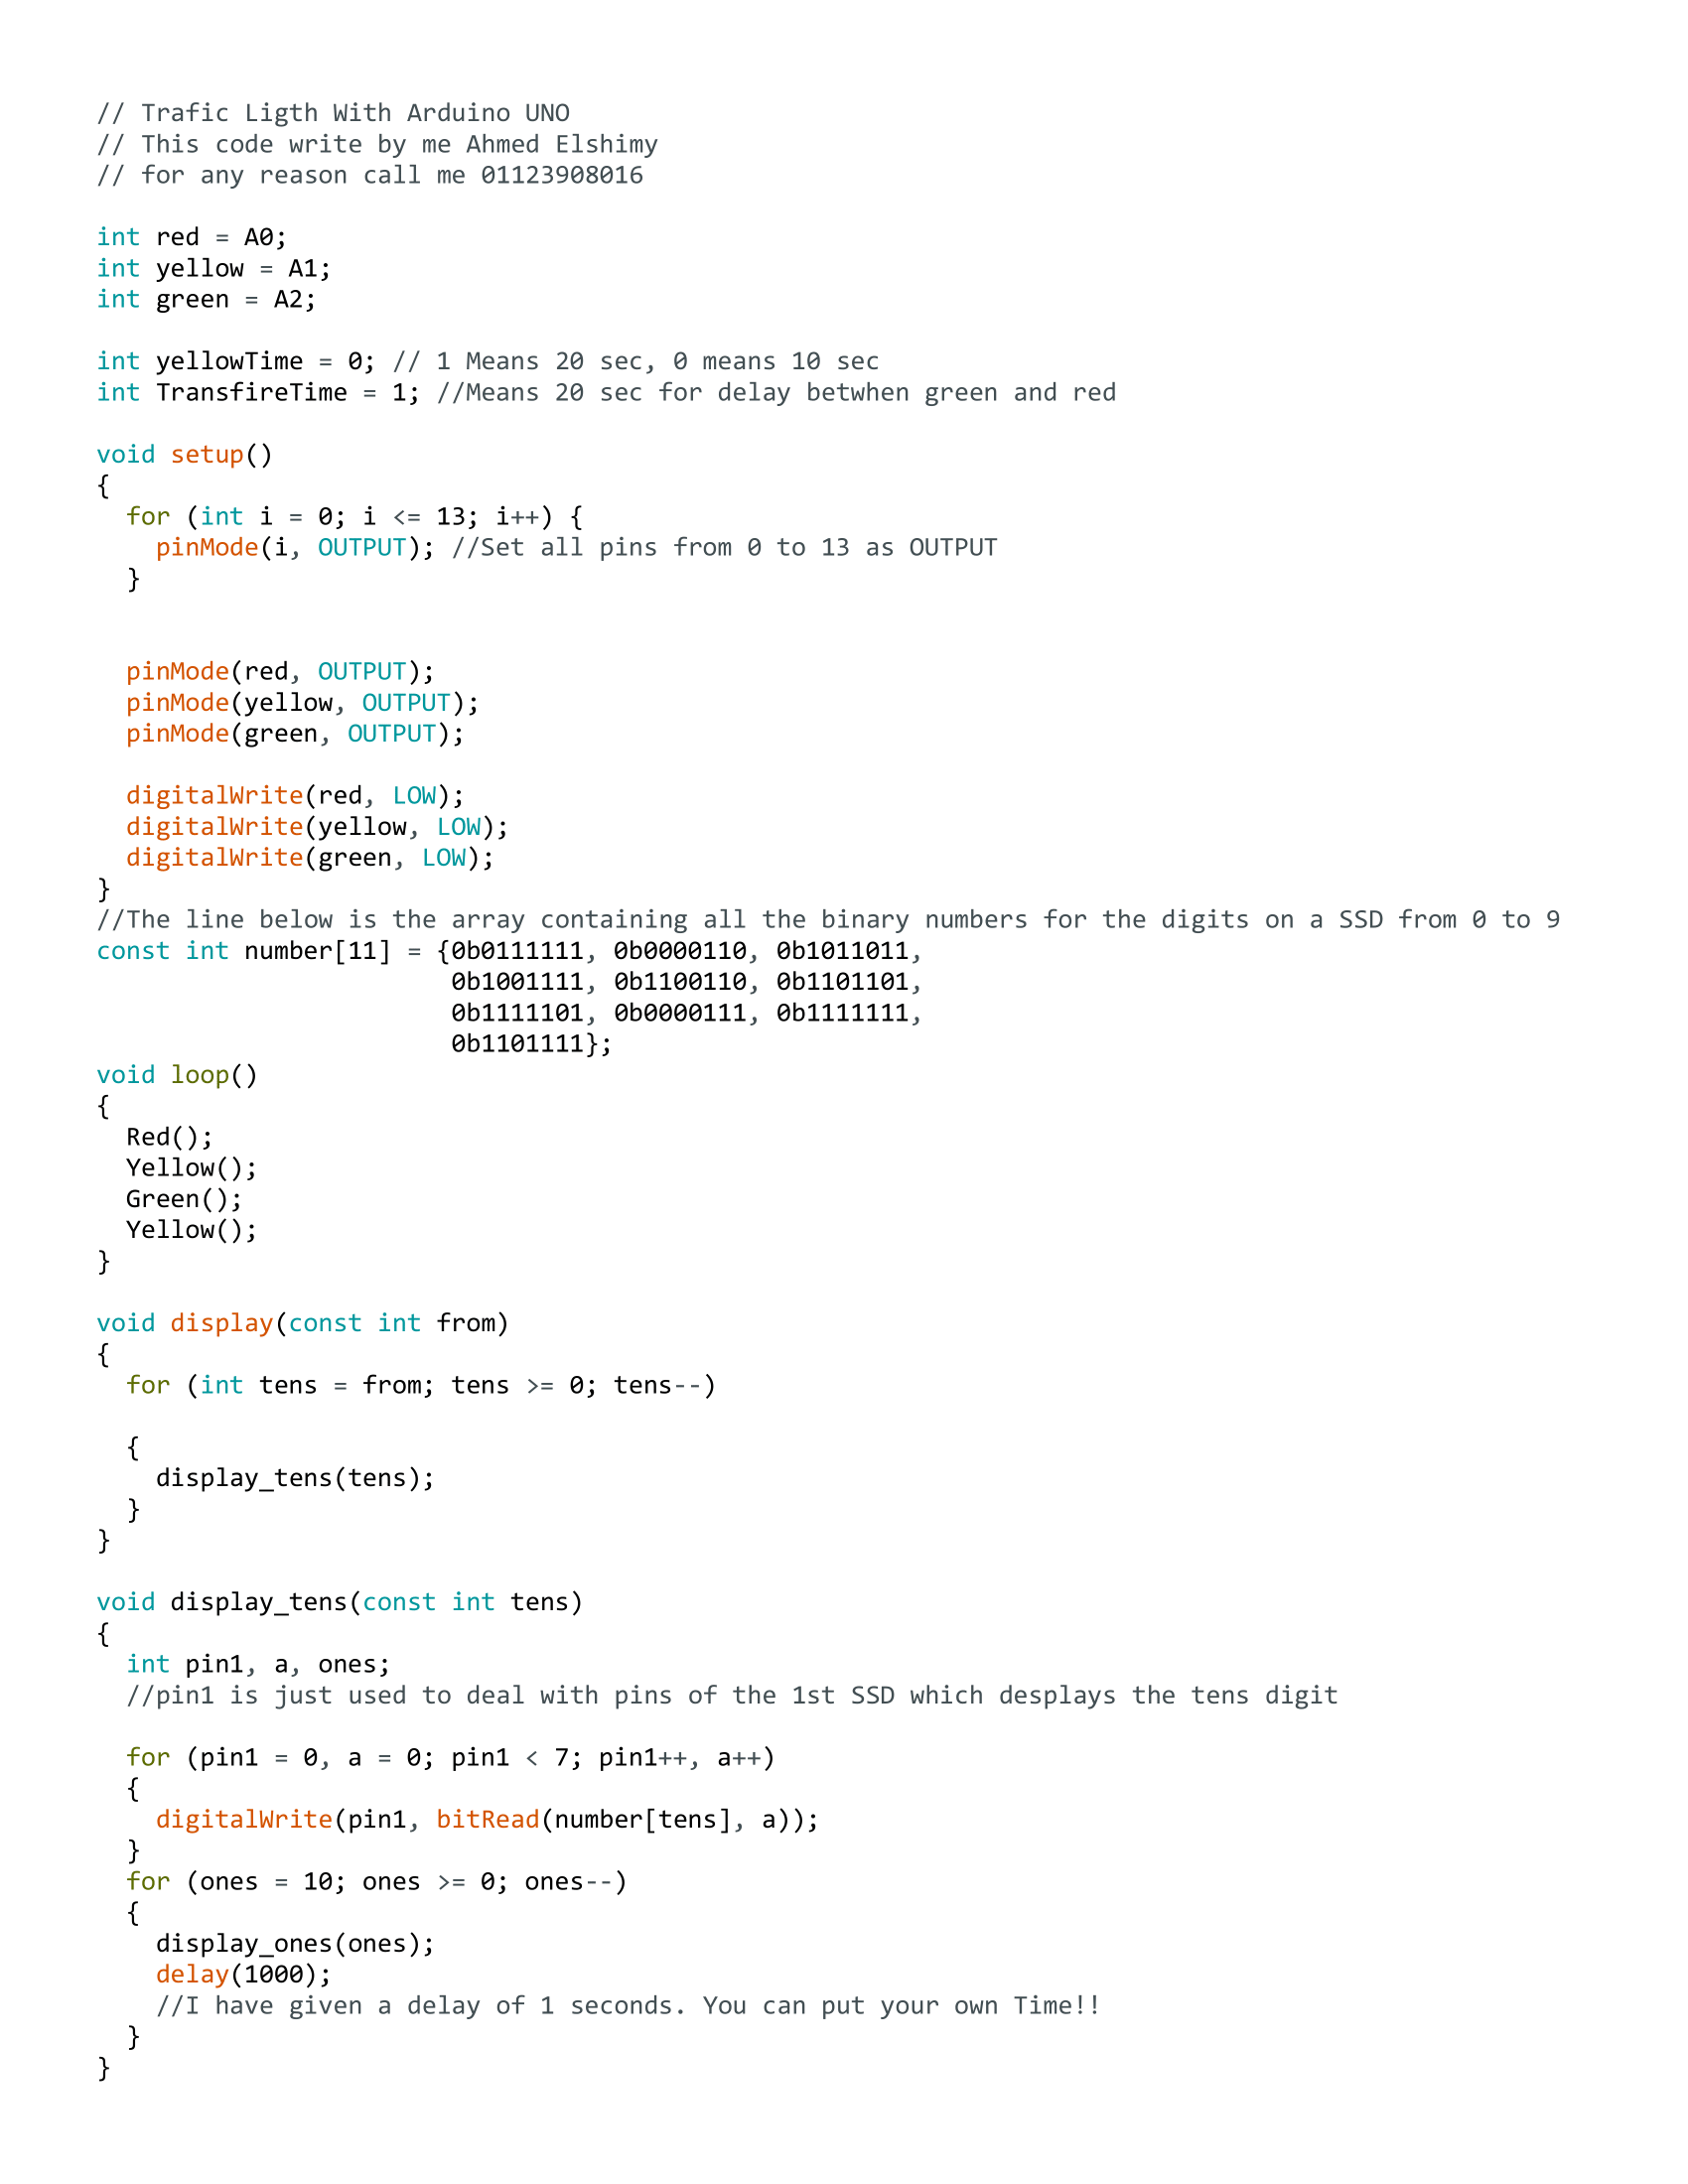 // Trafic Ligth With Arduino UNO
// This code write by me Ahmed Elshimy
// for any reason call me 01123908016

int red = A0;
int yellow = A1;
int green = A2;

int yellowTime = 0; // 1 Means 20 sec, 0 means 10 sec
int TransfireTime = 1; //Means 20 sec for delay betwhen green and red

void setup()
{
  for (int i = 0; i <= 13; i++) {
    pinMode(i, OUTPUT); //Set all pins from 0 to 13 as OUTPUT
  }

  pinMode(red, OUTPUT);
  pinMode(yellow, OUTPUT);
  pinMode(green, OUTPUT);

  digitalWrite(red, LOW);
  digitalWrite(yellow, LOW);
  digitalWrite(green, LOW);
}
//The line below is the array containing all the binary numbers for the digits on a SSD from 0 to 9
const int number[11] = {0b0111111, 0b0000110, 0b1011011,
                        0b1001111, 0b1100110, 0b1101101,
                        0b1111101, 0b0000111, 0b1111111,
                        0b1101111};
void loop()
{
  Red();
  Yellow();
  Green();
  Yellow();
}

void display(const int from)
{
  for (int tens = from; tens >= 0; tens--)

  {
    display_tens(tens);
  }
}

void display_tens(const int tens)
{
  int pin1, a, ones;
  //pin1 is just used to deal with pins of the 1st SSD which desplays the tens digit

  for (pin1 = 0, a = 0; pin1 < 7; pin1++, a++)
  {
    digitalWrite(pin1, bitRead(number[tens], a));
  }
  for (ones = 10; ones >= 0; ones--)
  {
    display_ones(ones);
    delay(1000);
    //I have given a delay of 1 seconds. You can put your own Time!!
  }
}